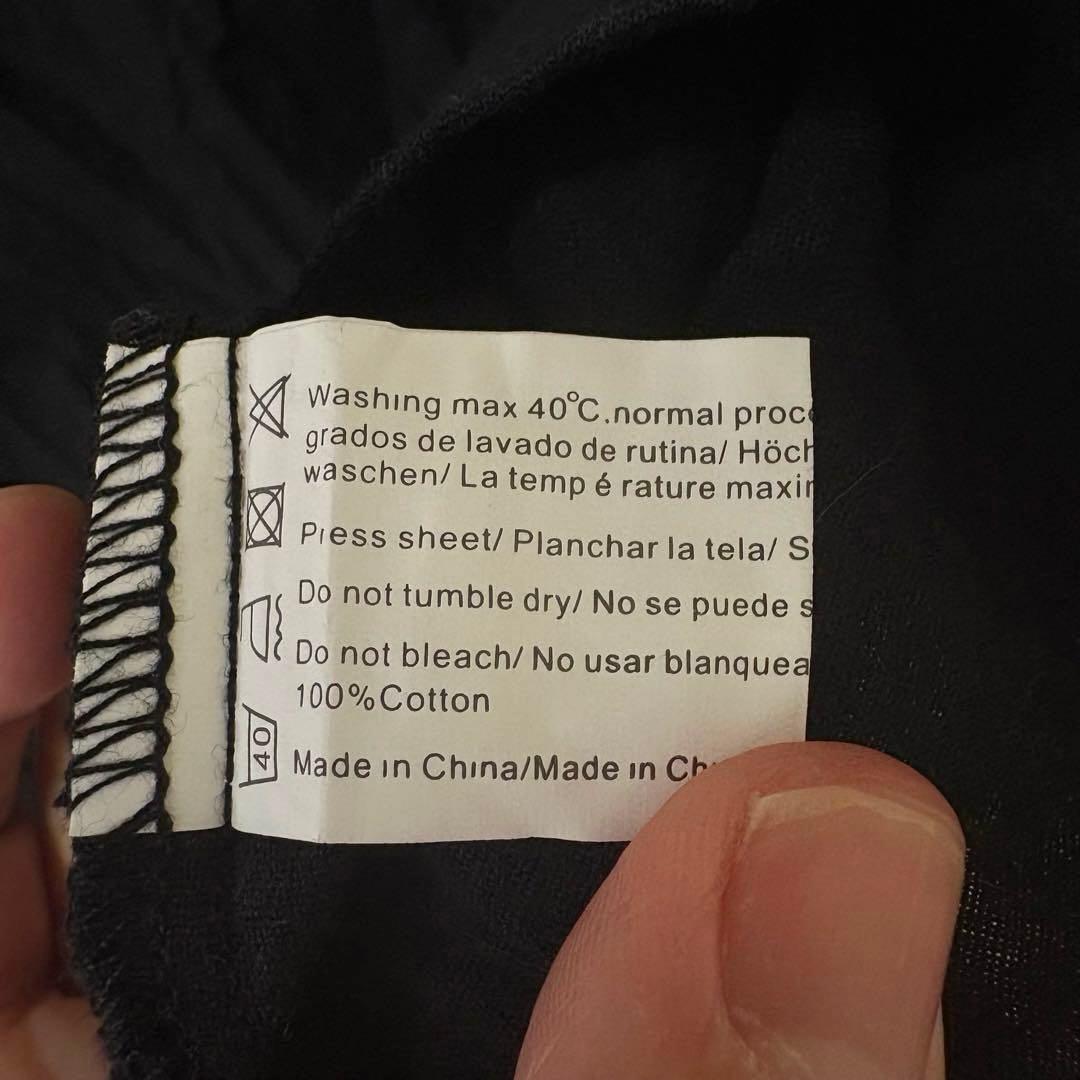 Washing max 40°C.normal proc
grados de lavado de rutina/ Höch
waschen/ La temp é rature maxim
Press sheet/ Planchar la tela/ S
Do not tumble dry/ No se puede s
Do not bleach/ No usar blanquea
100%Cotton
Made in China/Made in Ch
40